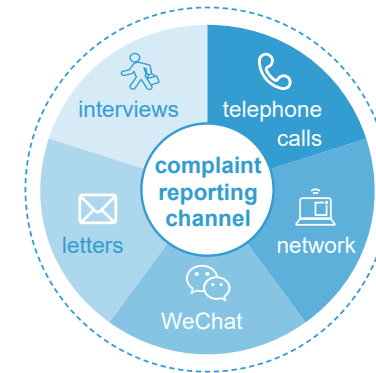 interviews
telephone
calls
complaint
reporting
channel
letters
network
WeChat